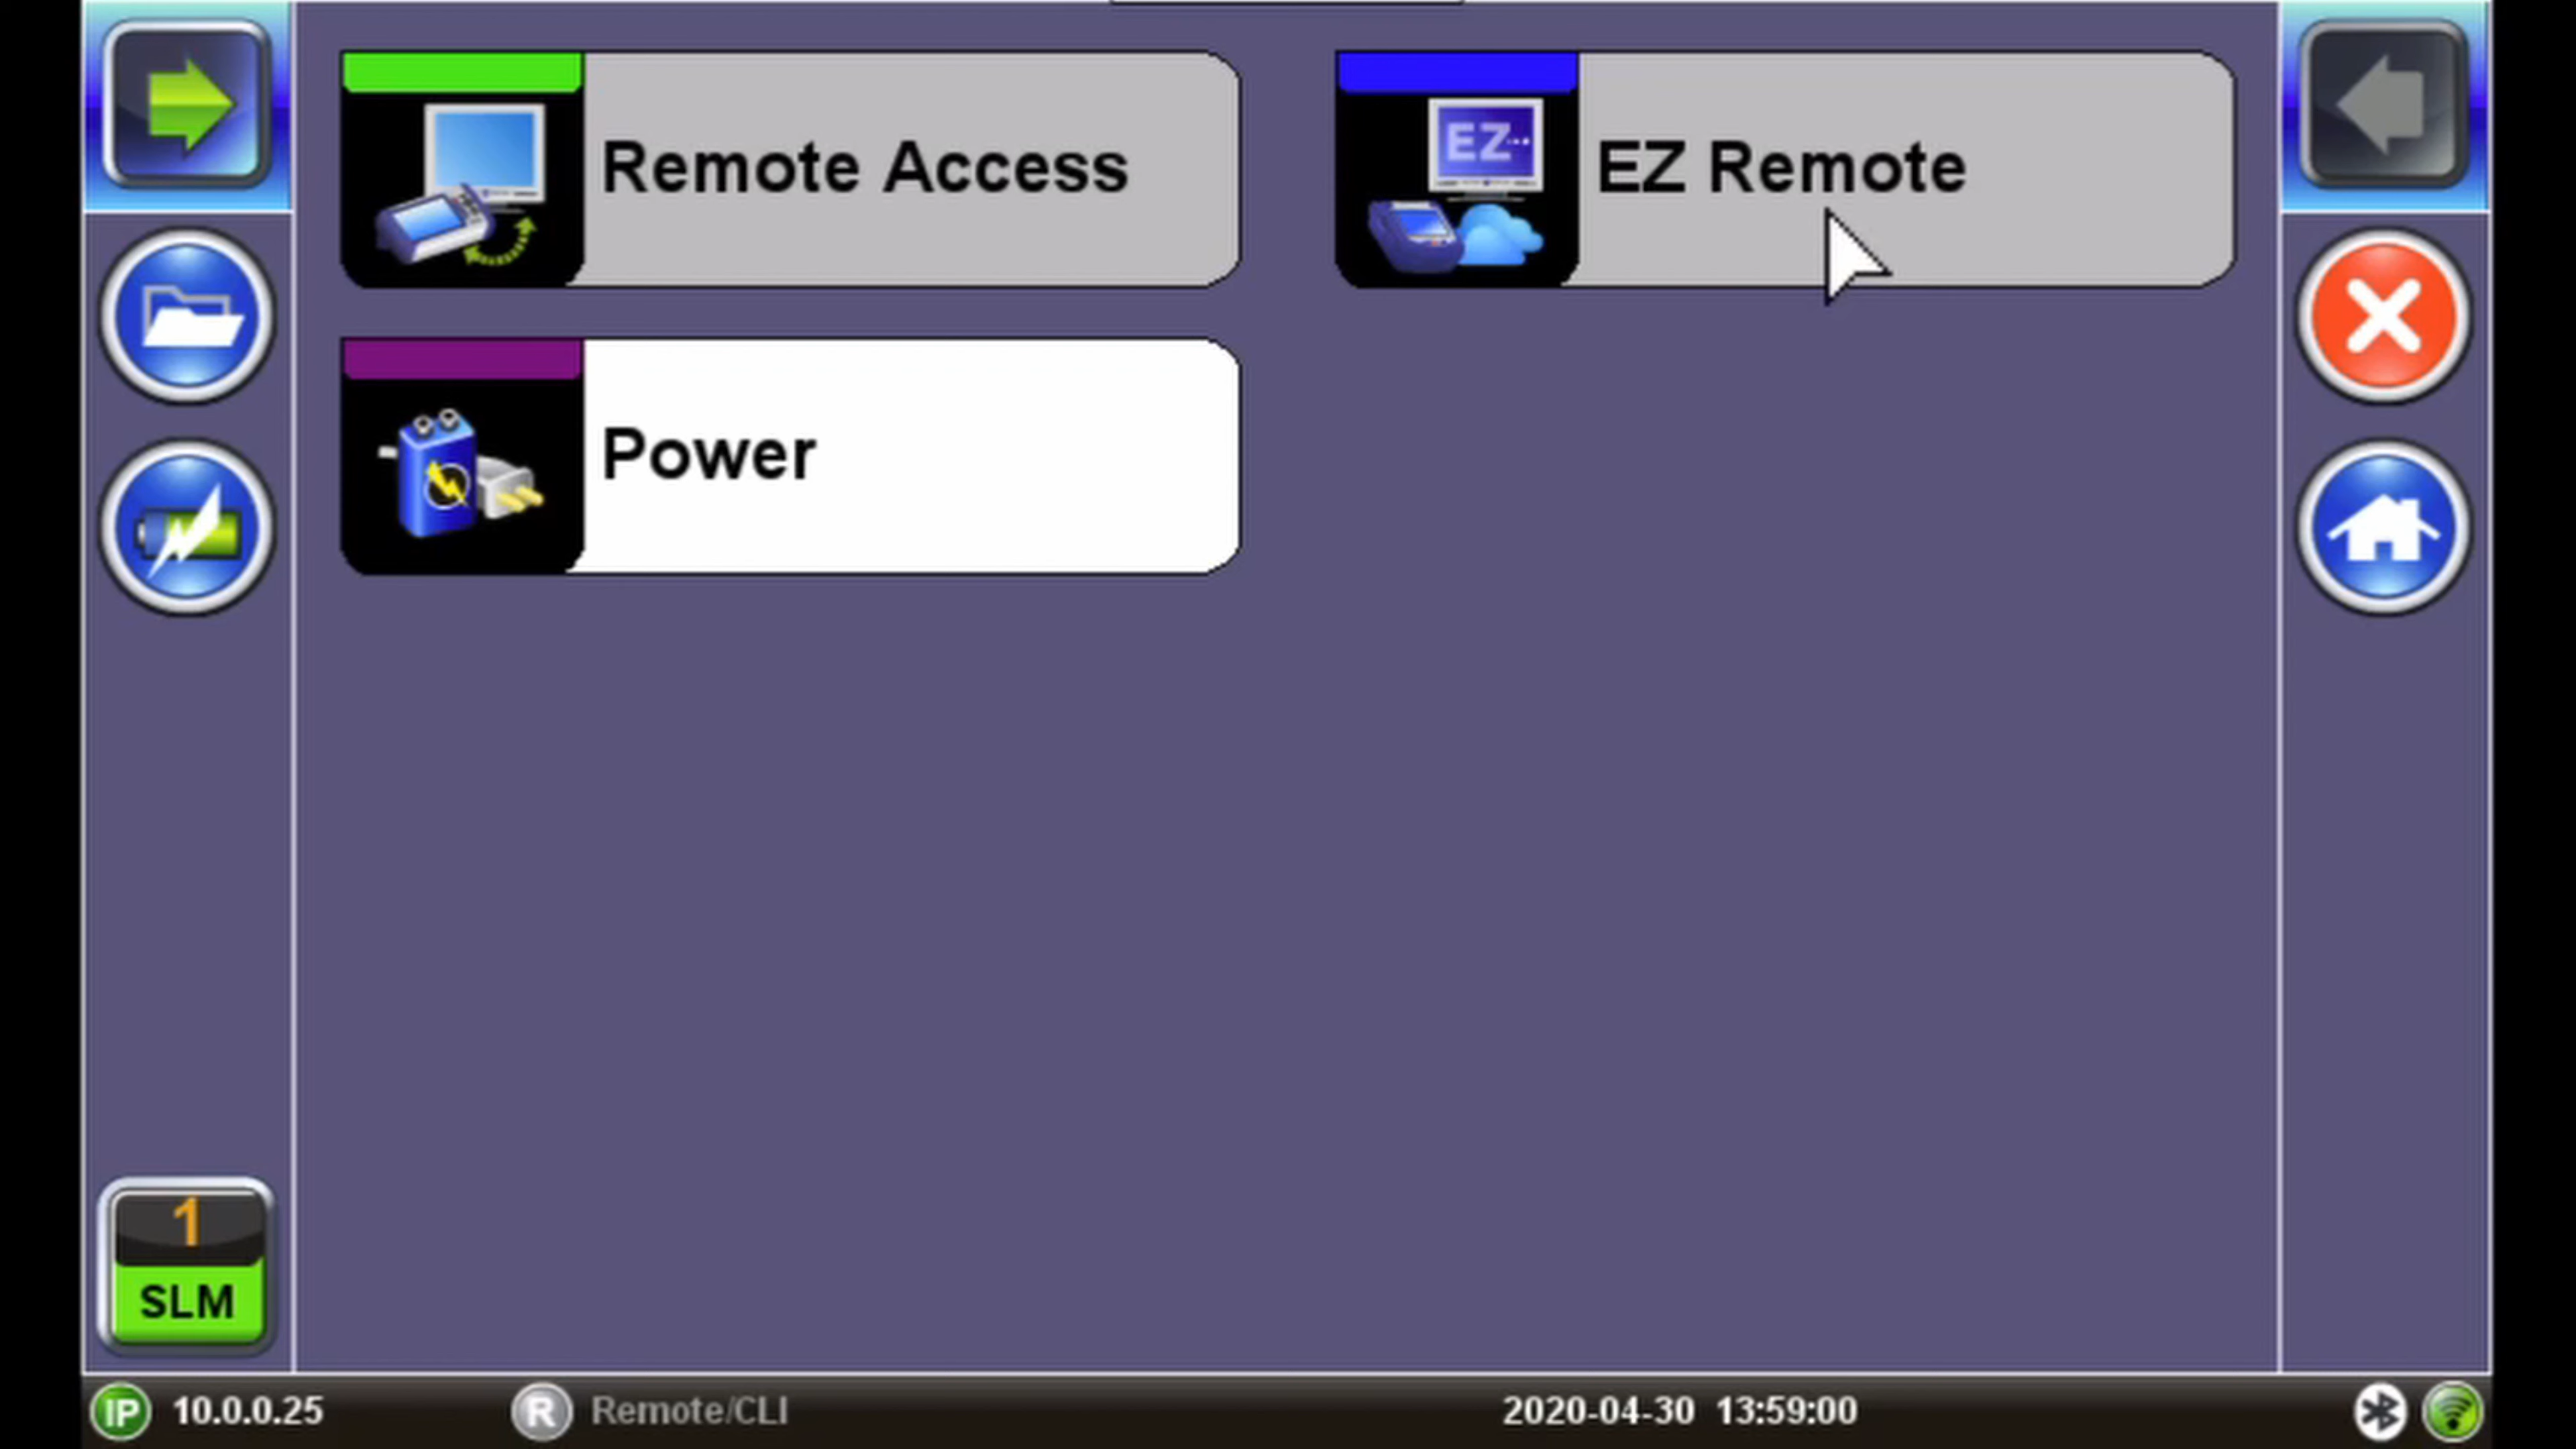 Remote Access
EZ
EZ Remote
Power
1
SLM
IP 10.0.0.25
R Remote/CLI
2020-04-30 13:59:00